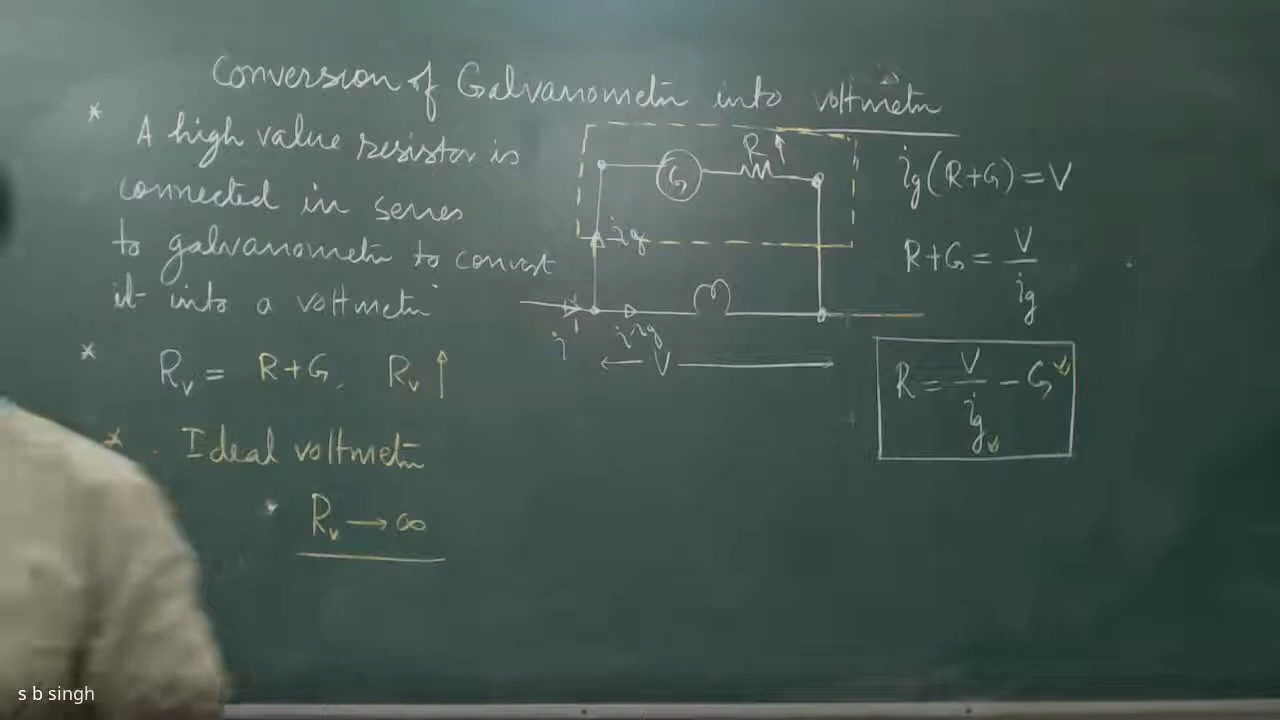 Conversion of Galvanometer into voltmeter
* A high value resistor is
connected in series
to galvanometer to convert
it into a voltmeter
* Rv = R+G, Rv ↑
* Ideal voltmeter
* Rv → ∞
R ↑
G
ig
i
i-ig
V
ig(R+G) = V
R+G = V/ig
R = V/ig - G
s b singh